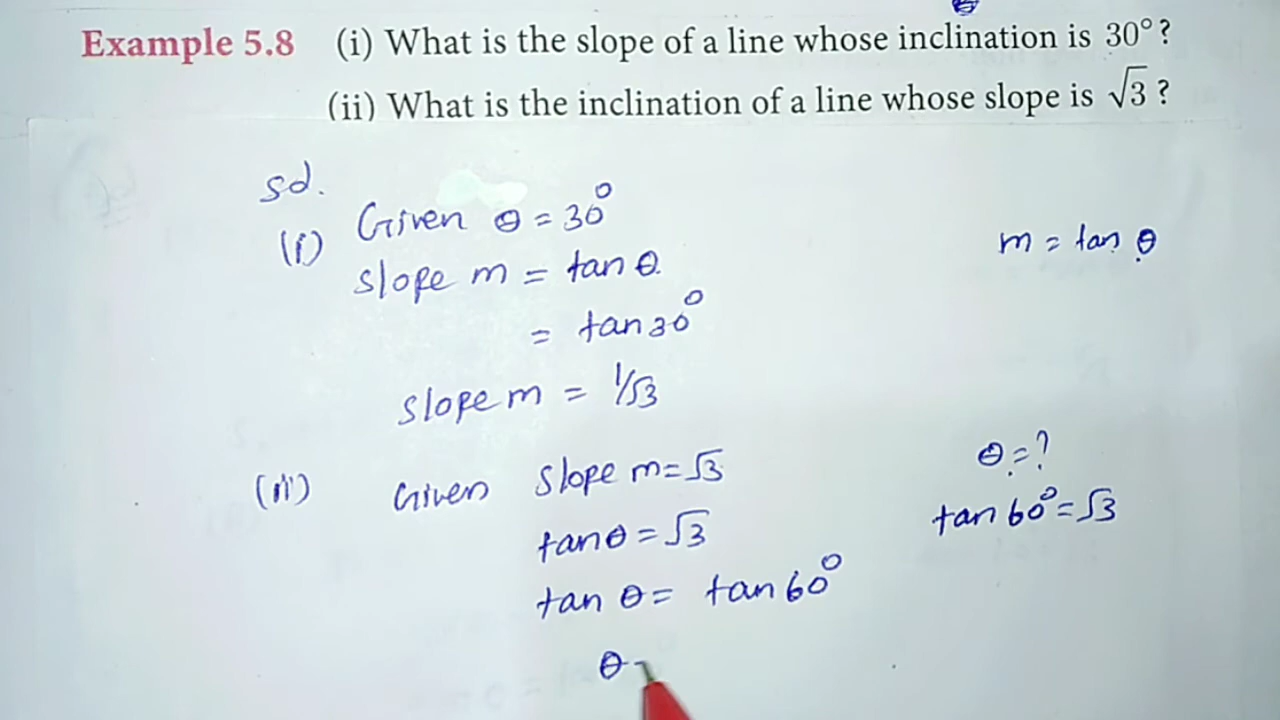 Example 5.8 (i) What is the slope of a line whose inclination is 30°?
(ii) What is the inclination of a line whose slope is √3 ?
Sol.
(i) Given θ = 30°
m = tan θ
slope m = tan θ.
= tan 30°
slope m = 1/√3
(ii) Given slope m = √3
θ = ?
tan 60° = √3
tan θ = √3
tan θ = tan 60°
θ -